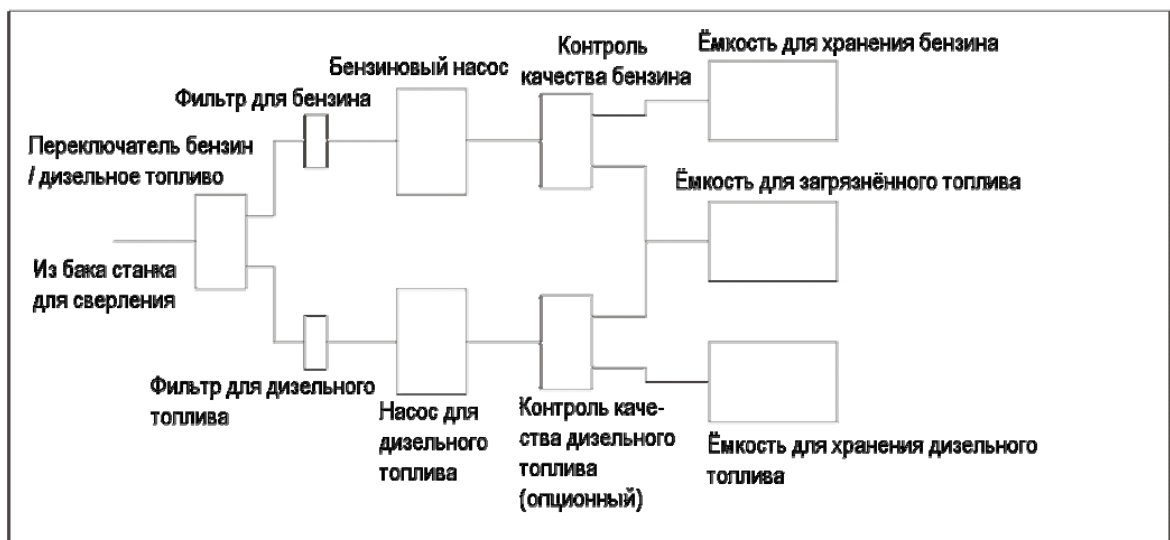 Ёмкость для хранения бензина
Контроль
качества бензина
Бензиновый насос
Фильтр для бензина
Переключатель бензин
/ дизельное топливо
Ёмкость для загрязнённого топлива
Из бака станка
для сверления
Фильтр для дизельного
топлива
Насос для
дизельного
топлива
Контроль каче-
ства дизельного
топлива
(опционный)
Ёмкость для хранения дизельного
топлива